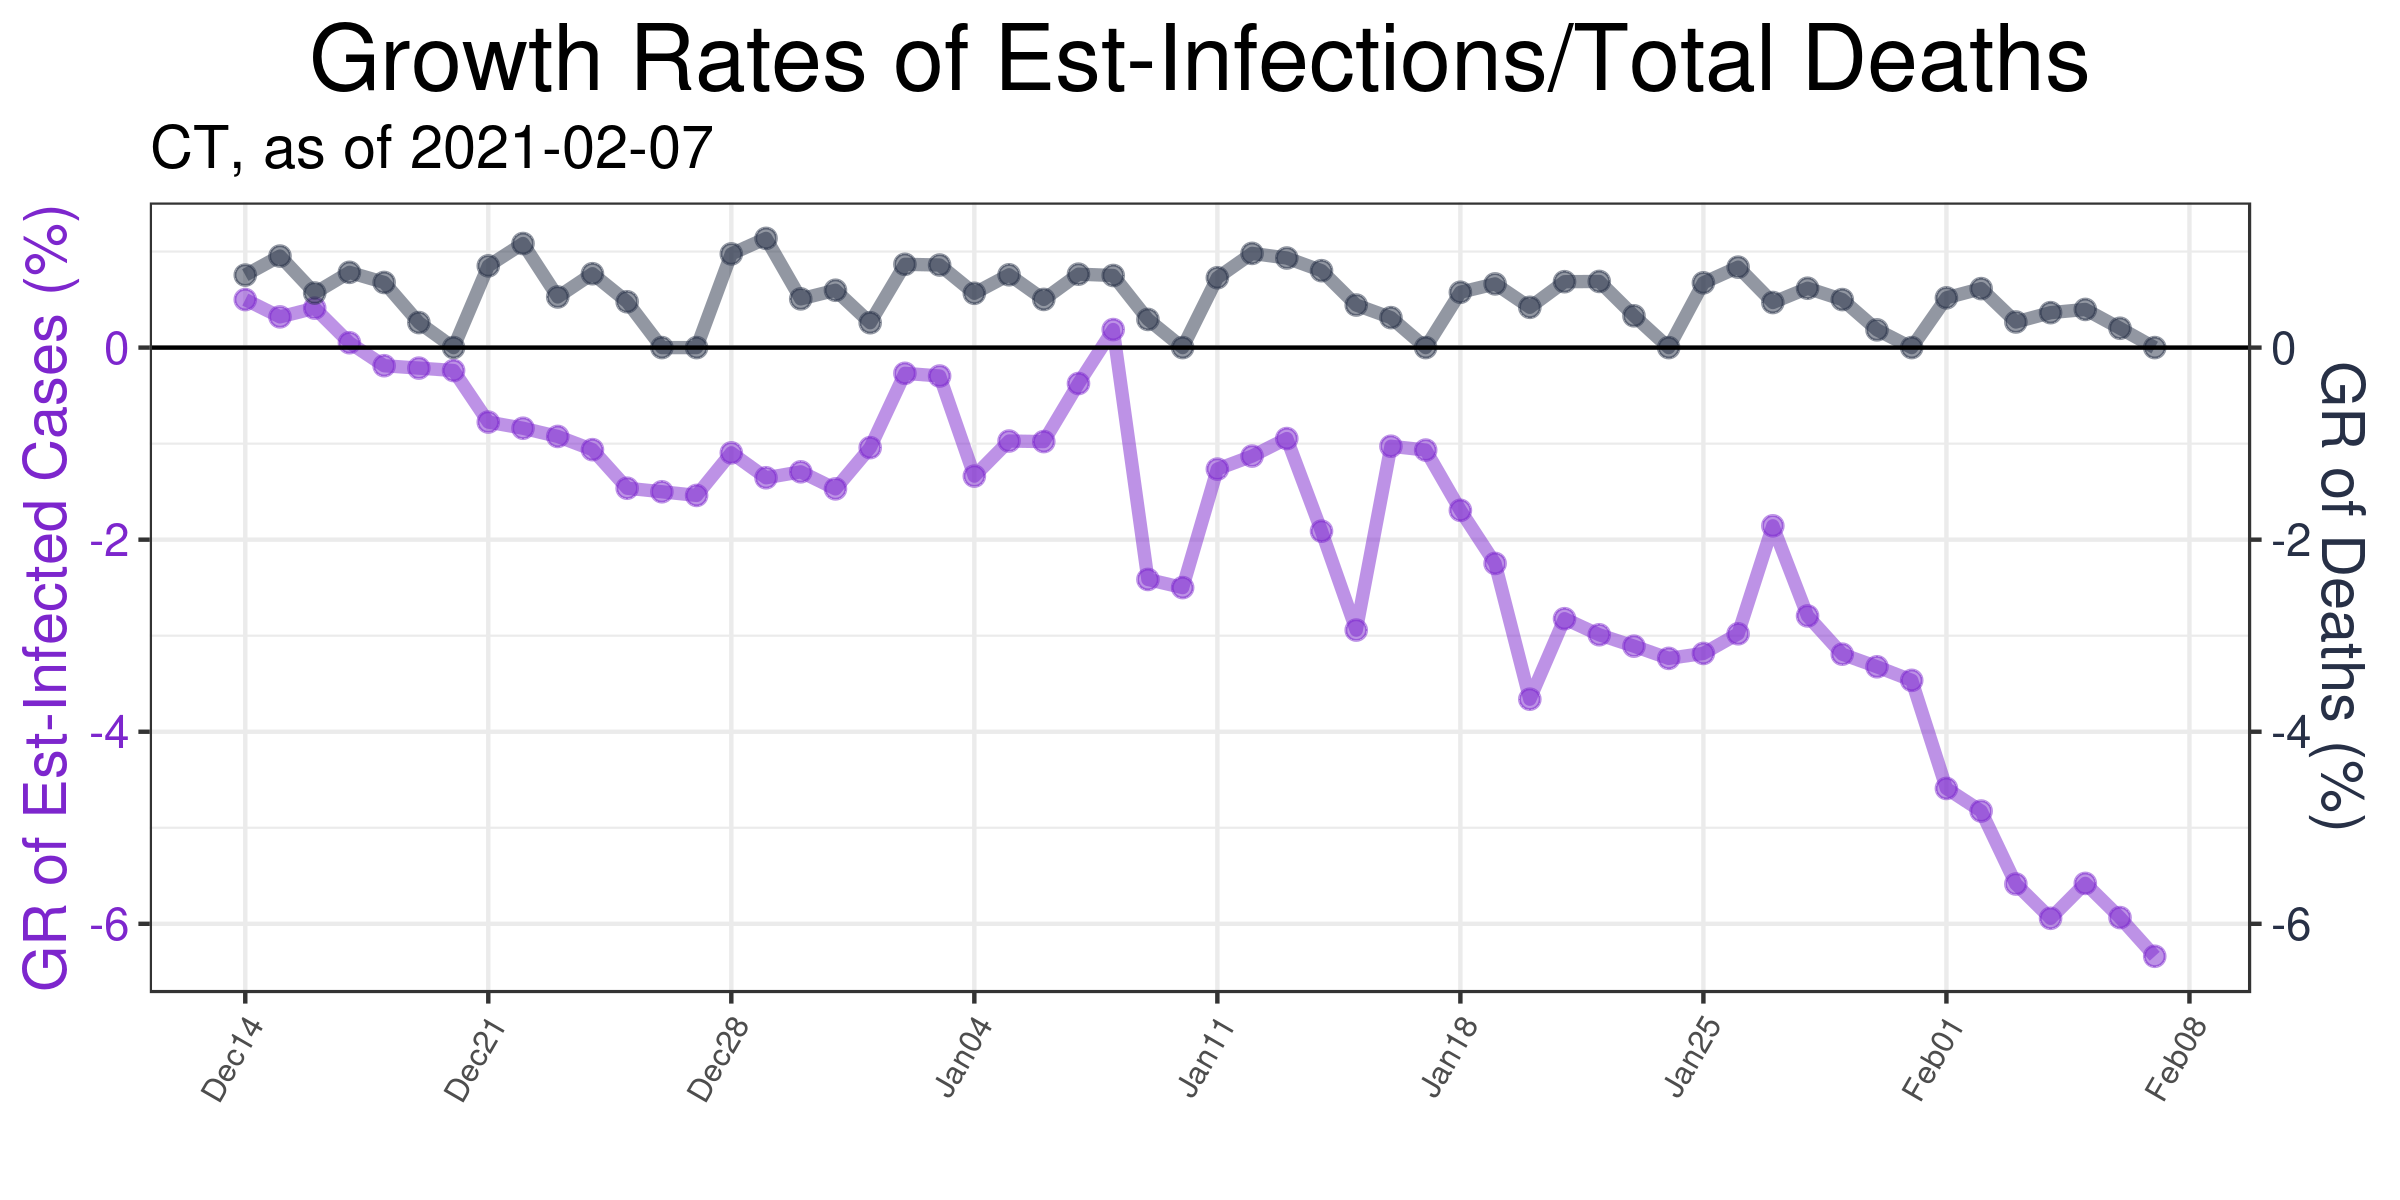 Growth Rates of Est-Infections/Total Deaths
CT, as of 2021-02-07
GR of Est-Infected Cases (%)
0
-2
-4
-6
0
-2
-4
-6
GR of Deaths (%)
Dec14
Dec21
Dec28
Jan04
Jan11
Jan18
Jan25
Feb01
Feb08